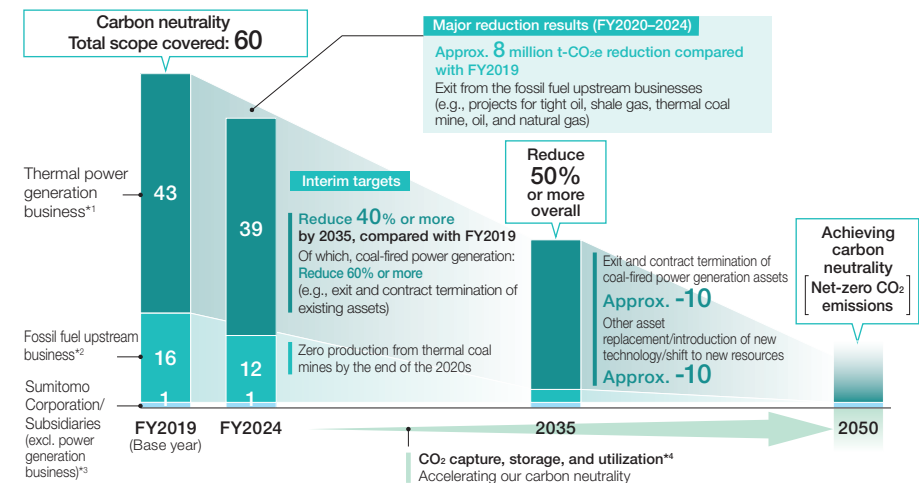 Carbon neutrality
Total scope covered: 60
Major reduction results (FY2020–2024)
Approx. 8 million t-CO₂e reduction compared
with FY2019
Exit from the fossil fuel upstream businesses
(e.g., projects for tight oil, shale gas, thermal coal
mine, oil, and natural gas)
Thermal power
generation
business*1
43
39
Interim targets
Reduce 40% or more
by 2035, compared with FY2019
Of which, coal-fired power generation:
Reduce 60% or more
(e.g., exit and contract termination of
existing assets)
Reduce
50%
or more
overall
Exit and contract termination of
coal-fired power generation assets
Approx. -10
Other asset
replacement/introduction of new
technology/shift to new resources
Approx. -10
Achieving
carbon
neutrality
[Net-zero CO₂
emissions]
Fossil fuel upstream
business*2
16
12
Zero production from thermal coal
mines by the end of the 2020s
Sumitomo
Corporation/
Subsidiaries
(excl. power
generation
business)*3
1
1
FY2019
(Base year)
FY2024
2035
2050
CO₂ capture, storage, and utilization*4
Accelerating our carbon neutrality